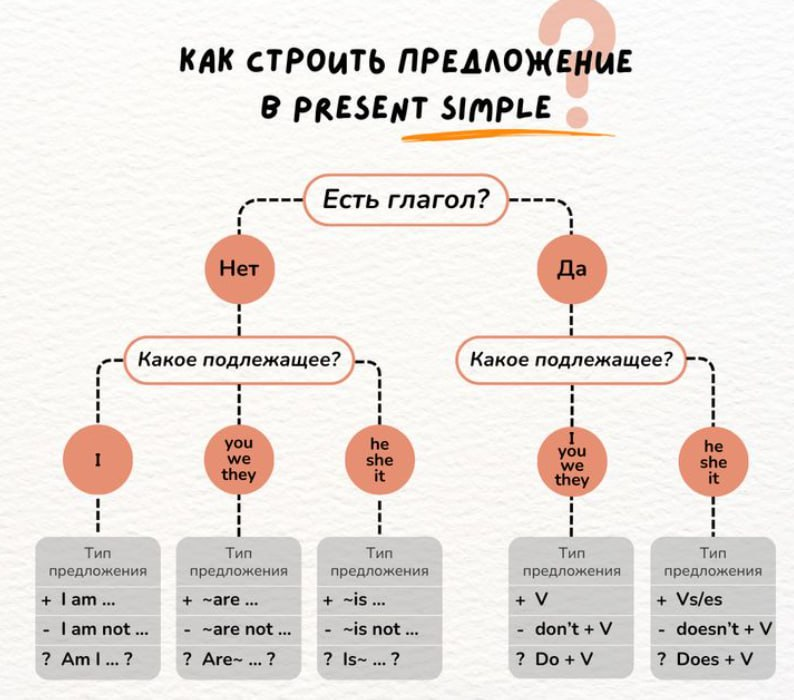 КАК СТРОИТЬ ПРЕДЛОЖЕНИЕ
В PRESENT SIMPLE
?
Есть глагол?
Нет
Да
Какое подлежащее?
Какое подлежащее?
I
you
we
they
he
she
it
I
you
we
they
he
she
it
Тип
предложения
+ I am ...
- I am not ...
? Am I ... ?
Тип
предложения
+ ~are ...
- ~are not ...
? Are~ ... ?
Тип
предложения
+ ~is ...
- ~is not ...
? Is~ ... ?
Тип
предложения
+ V
- don't + V
? Do + V
Тип
предложения
+ Vs/es
- doesn't + V
? Does + V